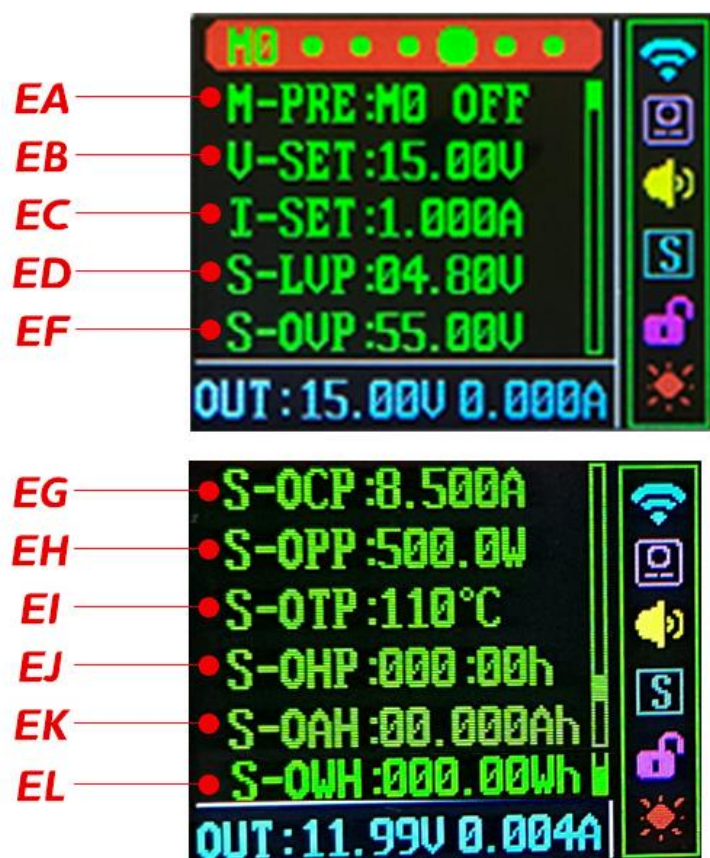 M0
EA M-PRE:M0 OFF
EB V-SET:15.00V
EC I-SET:1.000A
ED S-LVP:04.80V
EF S-OVP:55.00V
S
OUT:15.00V 0.000A
EG S-OCP:8.500A
EH S-OPP:500.0W
EI S-OTP:110°C
EJ S-OHP:000:00h
EK S-OAH:00.000Ah
EL S-OWH:000.00Wh
S
OUT:11.99V 0.004A